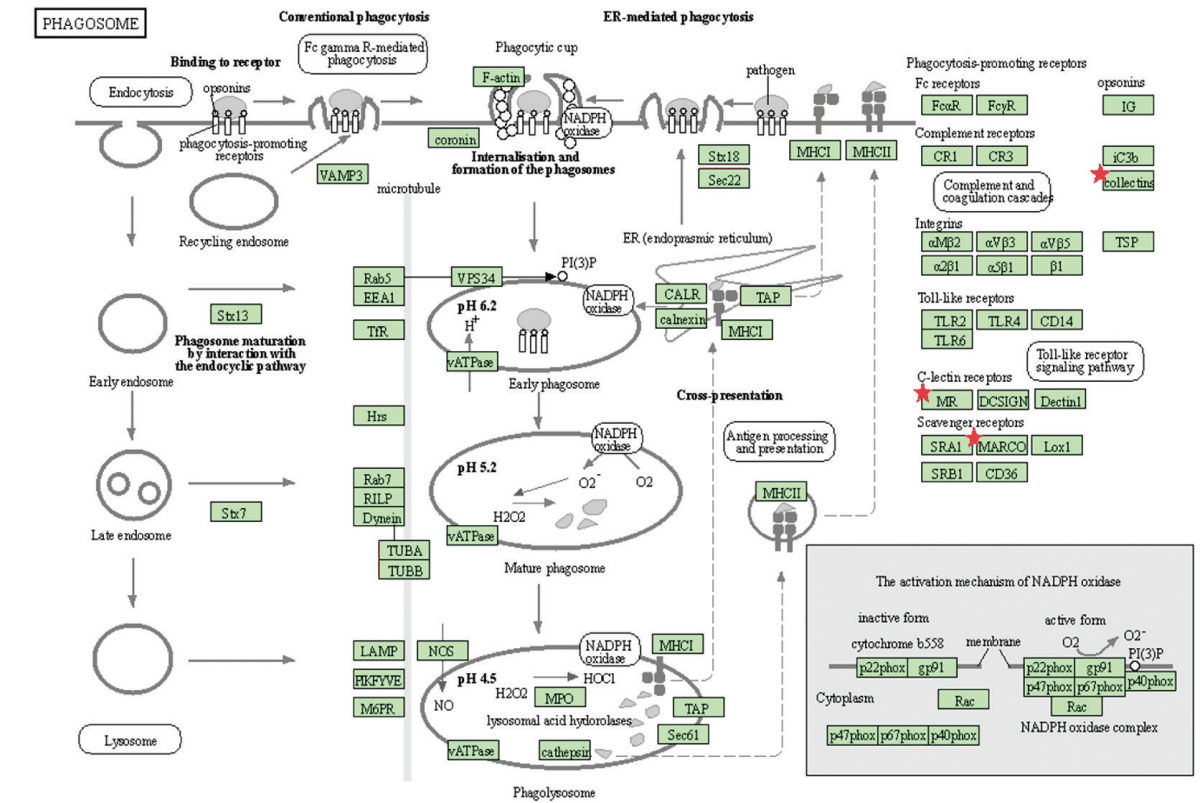 PHAGOSOME
Conventional phagocytosis
ER-mediated phagocytosis
Binding to receptor
Fc gamma R-mediated
phagocytosis
Phagocytic cup
F-actin
Endocytosis
opsonins
pathogen
NADPH
oxidase
coronin
phagocytosis-promoting
receptors
VAMP3
microtubule
Internalisation and
formation of the phagosomes
Stx18
Sec22
MHCI
MHCII
Recycling endosome
ER (endoprasmic reticulum)
Rab5
EEA1
VPS34
PI(3)P
TfR
pH 6.2
H+
NADPH
oxidase
CALR
calnexin
TAP
MHCI
vATPase
Early phagosome
Stx13
Phagosome maturation
by interaction with
the endocyclic pathway
Early endosome
Cross-presentation
Hrs
NADPH
oxidase
Antigen processing
and presentation
pH 5.2
O2-
O2
H2O2
vATPase
Mature phagosome
MHCII
Rab7
RILP
Dynein
TUBA
TUBB
Stx7
Late endosome
LAMP
PIKFYVE
M6PR
NOS
NO
NADPH
oxidase
MHCI
pH 4.5
H2O2
HOCl
MPO
lysosomal acid hydorolases
TAP
Sec61
vATPase
cathepsin
Phagolysosome
Lysosome
Phagocytosis-promoting receptors
Fc receptors
opsonins
FcαR
FcγR
IG
Complement receptors
CR1
CR3
iC3b
collectins
Complement and
coagulation cascades
Integrins
αMβ2
αVβ3
αVβ5
TSP
α2β1
α5β1
β1
Toll-like receptors
TLR2
TLR4
CD14
TLR6
Toll-like receptor
signaling pathway
C-lectin receptors
MR
DCSIGN
Dectin1
Scavenger receptors
SRA1
MARCO
Lox1
SRB1
CD36
The activation mechanism of NADPH oxidase
inactive form
active form
cytochrome b558
membrane
O2
O2-
PI(3)P
p22phox
gp91
p22phox
gp91
p47phox
p67phox
p40phox
Cytoplasm
Rac
Rac
p47phox
p67phox
p40phox
NADPH oxidase complex